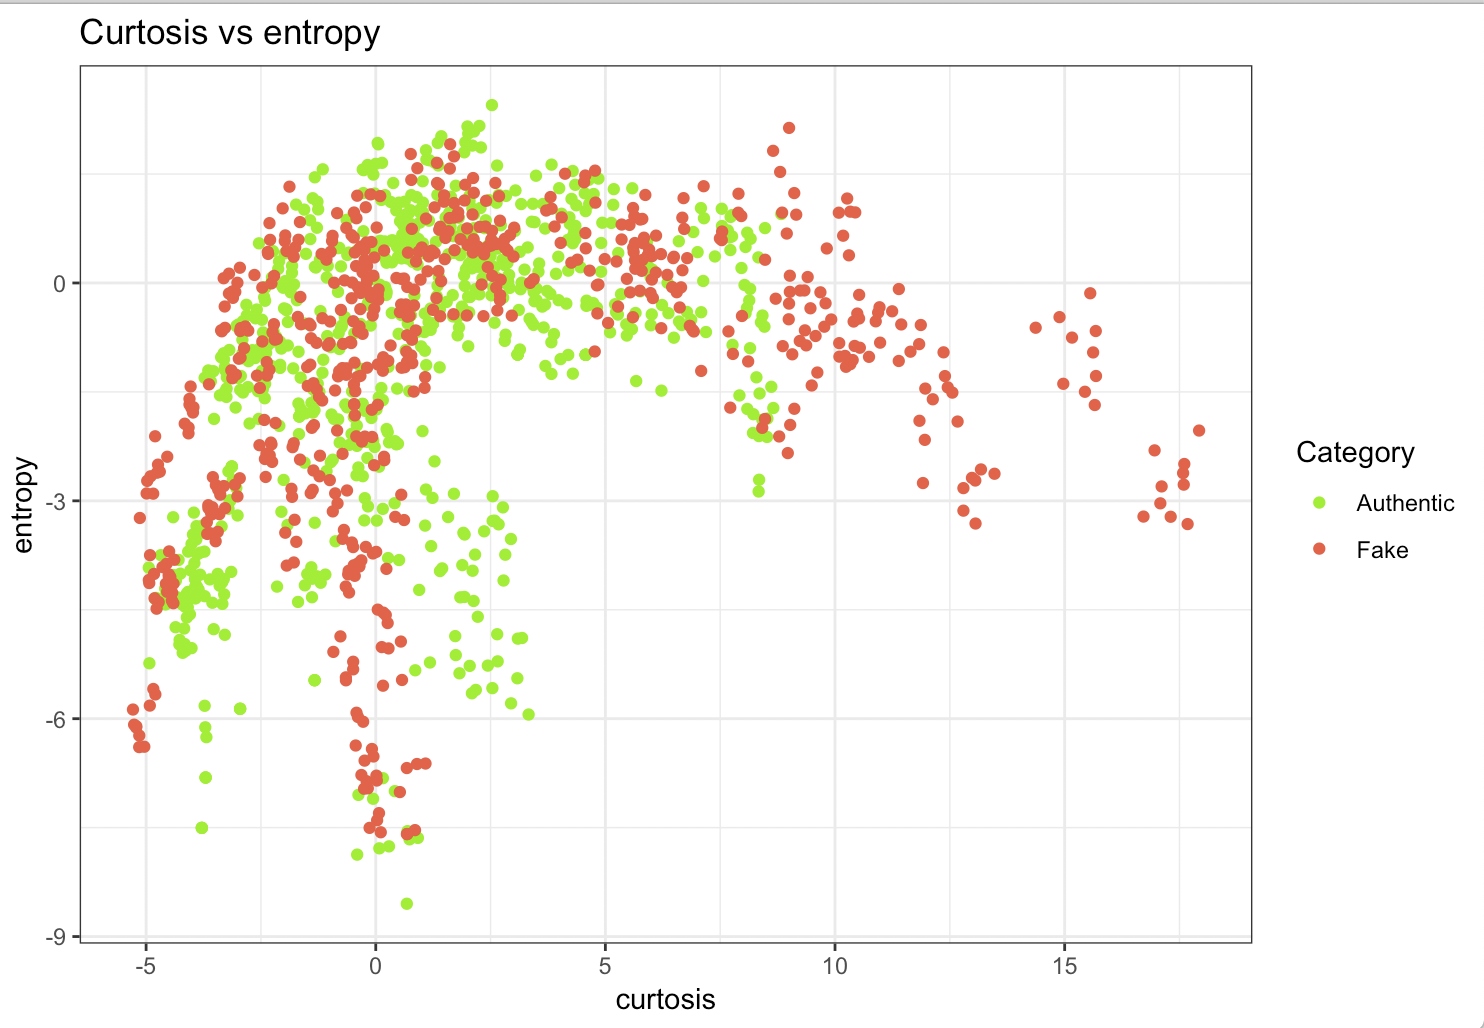 Curtosis vs entropy
entropy
0
-3
-6
-9
-5
0
5
10
15
curtosis
Category
Authentic
Fake